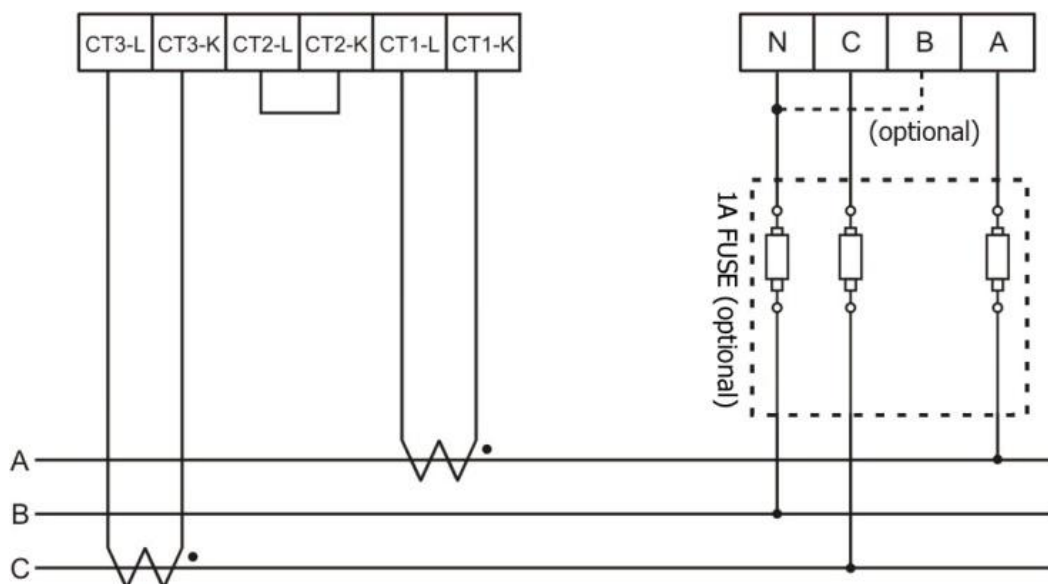 CT3-L CT3-K CT2-L CT2-K CT1-L CT1-K
N C B A
(optional)
1A FUSE (optional)
A
B
C